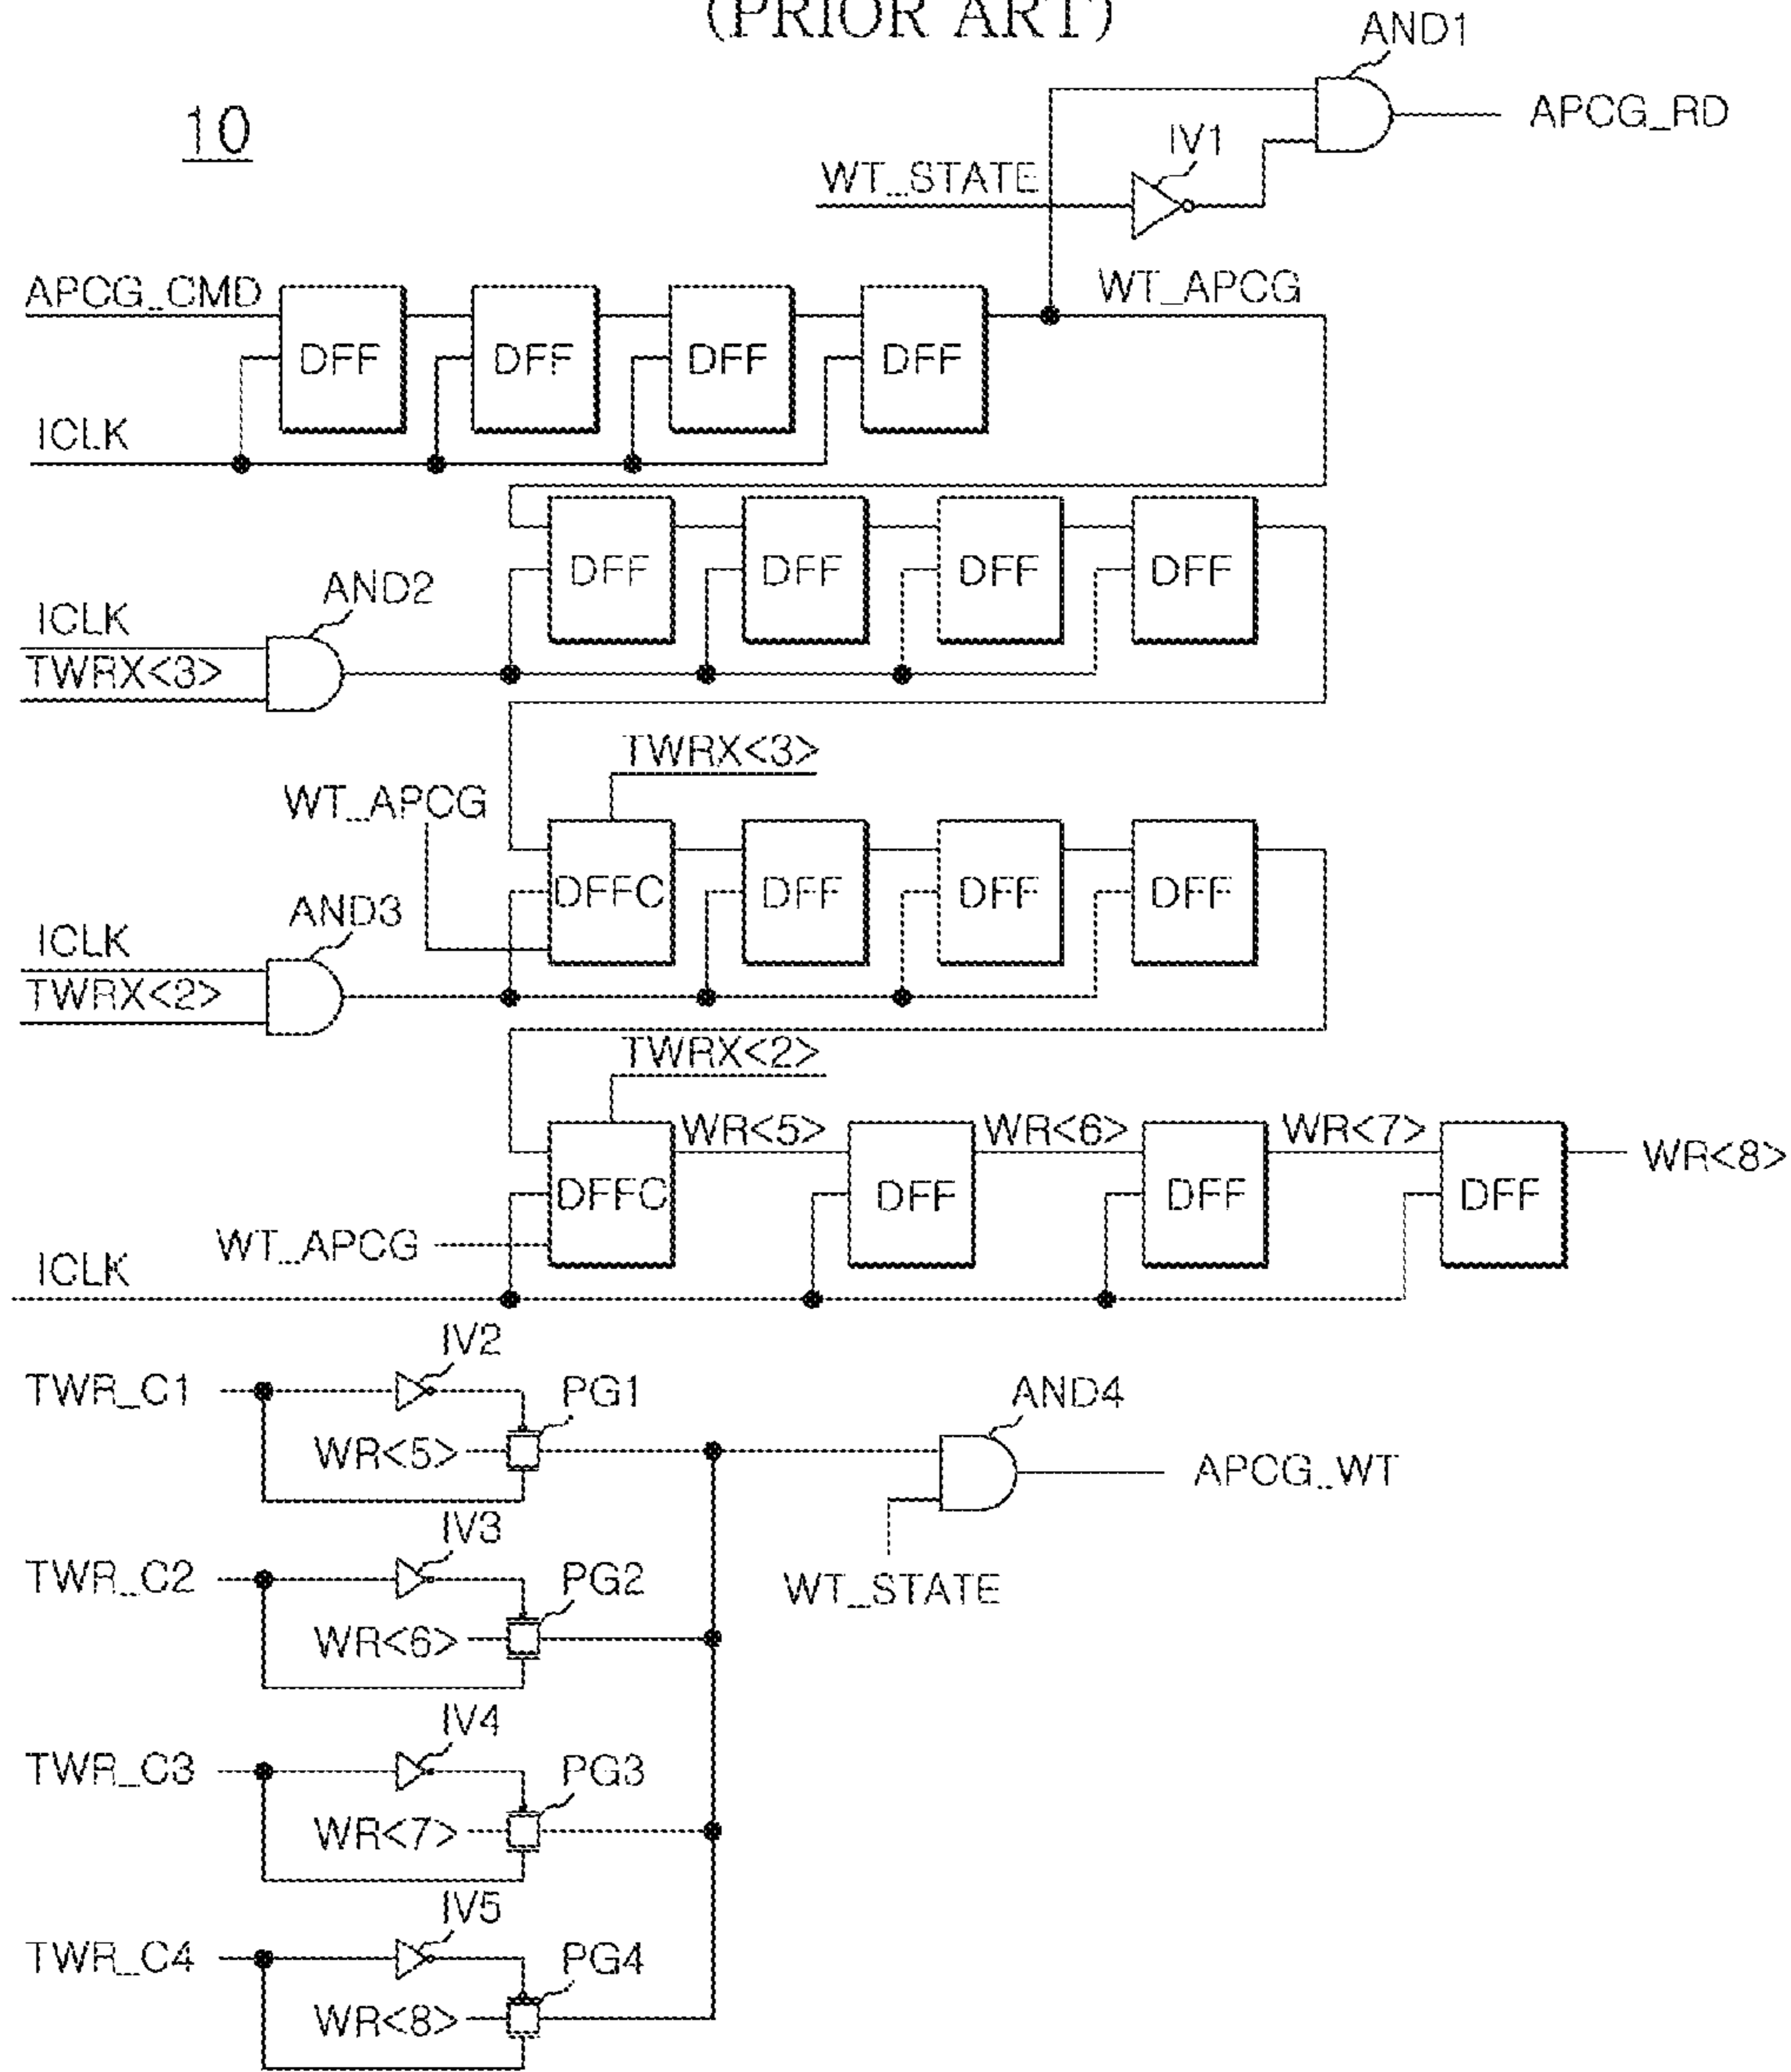 (PRIOR ART)
AND1
10
APCG_RD
IV1
WT_STATE
APCG_CMD
WT_APCG
DFF DFF DFF DFF
ICLK
DFF DFF DFF DFF
AND2
ICLK
TWRX<3>
TWRX<3>
WT_APCG
DFFC DFF DFF DFF
AND3
ICLK
TWRX<2>
TWRX<2>
WR<5> WR<6> WR<7>
WR<8>
DFFC DFF DFF DFF
WT_APCG
ICLK
IV2
TWR_C1
PG1
AND4
WR<5>
APCG_WT
IV3
TWR_C2
PG2
WT_STATE
WR<6>
IV4
TWR_C3
PG3
WR<7>
IV5
TWR_C4
PG4
WR<8>